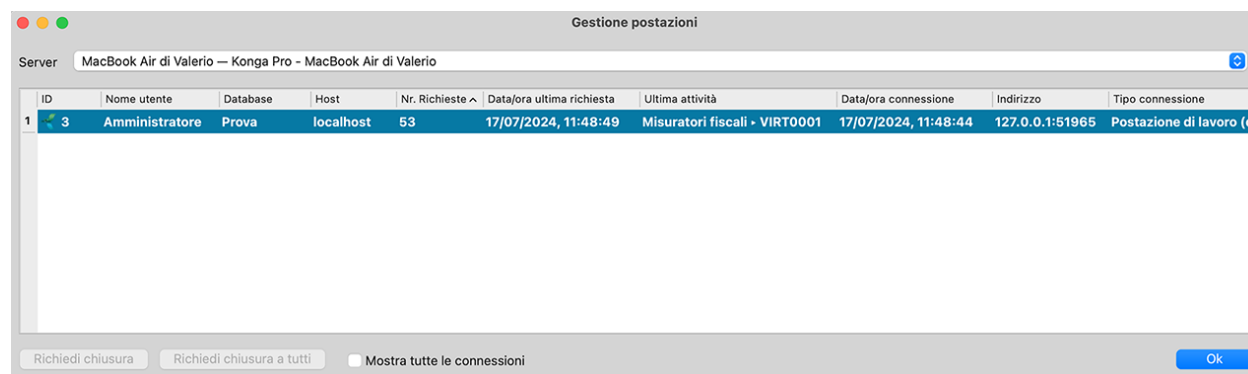 Gestione postazioni
Server MacBook Air di Valerio — Konga Pro - MacBook Air di Valerio
ID Nome utente Database Host Nr. Richieste Data/ora ultima richiesta Ultima attività Data/ora connessione Indirizzo Tipo connessione
1 3 Amministratore Prova localhost 53 17/07/2024, 11:48:49 Misuratori fiscali ▸ VIRT0001 17/07/2024, 11:48:44 127.0.0.1:51965 Postazione di lavoro (
Richiedi chiusura Richiedi chiusura a tutti Mostra tutte le connessioni Ok